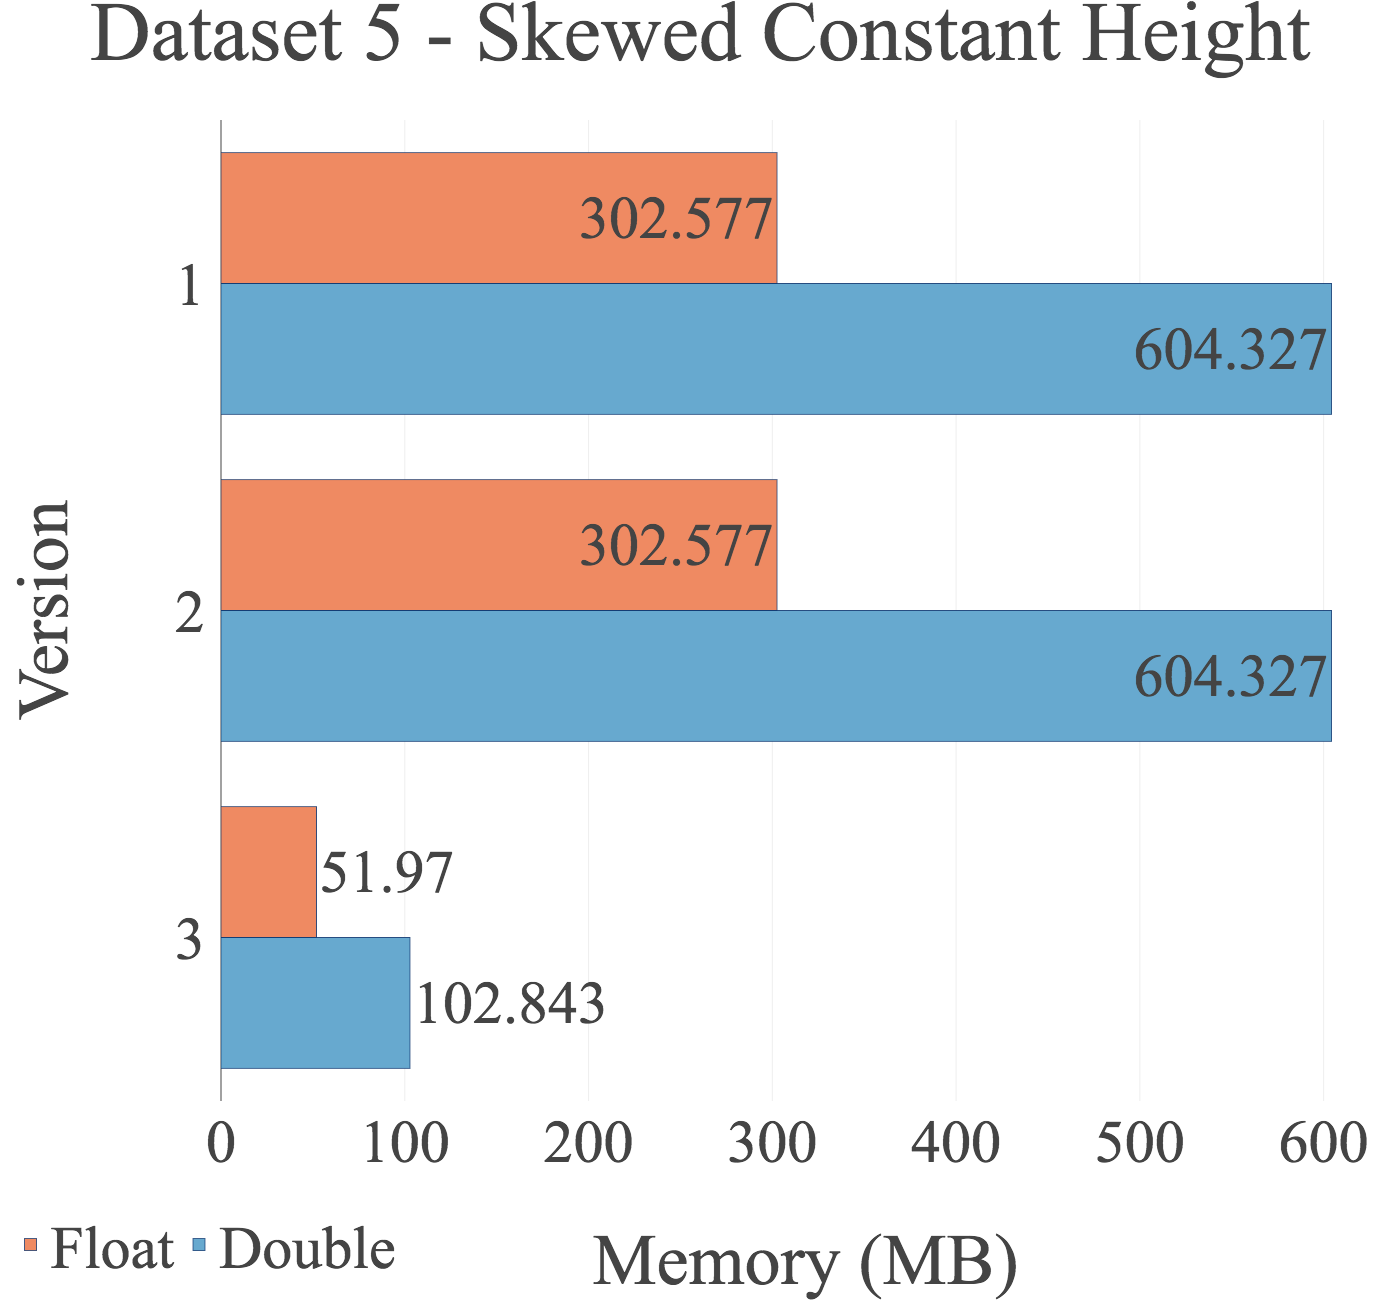 Dataset 5 - Skewed Constant Height
302.577
1
604.327
302.577
2
604.327
Version
51.97
3
102.843
0 100 200 300 400 500 600
Float Double
Memory (MB)